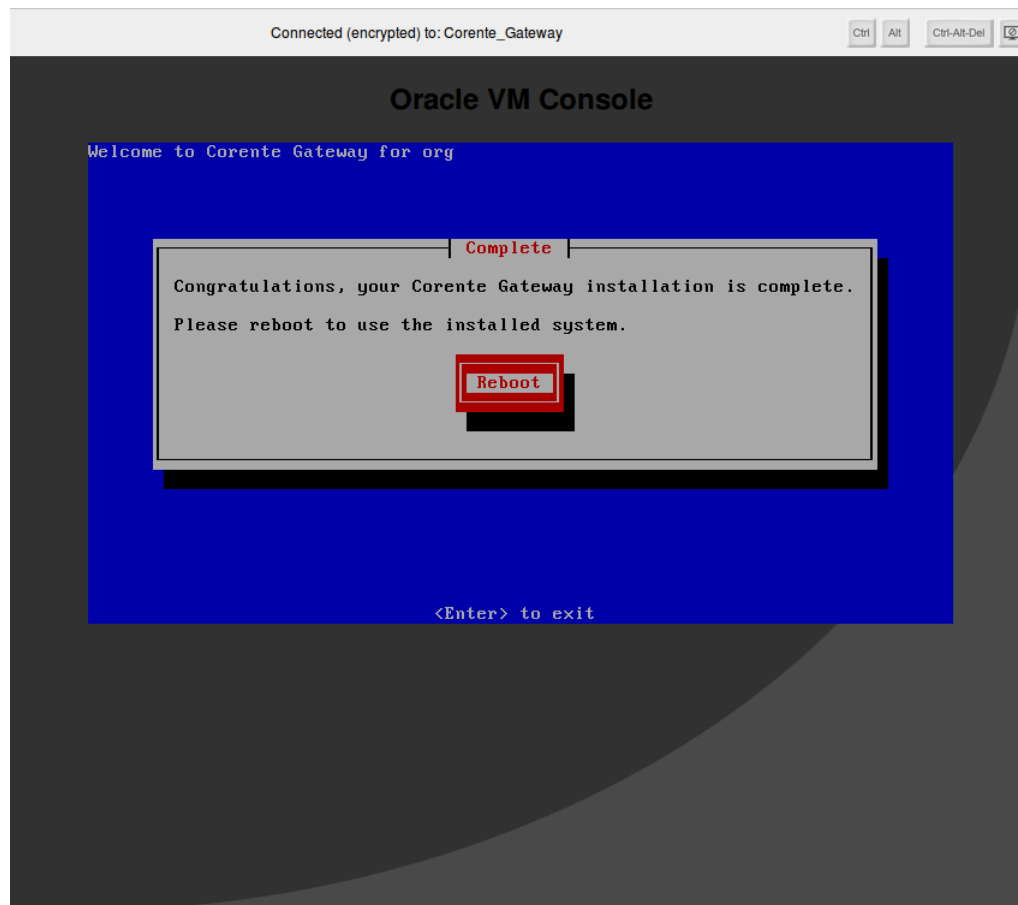 Connected (encrypted) to: Corente_Gateway
Ctrl
Alt
Ctrl-Alt-Del
Oracle VM Console
Welcome to Corente Gateway for org
Complete
Congratulations, your Corente Gateway installation is complete.
Please reboot to use the installed system.
Reboot
<Enter> to exit